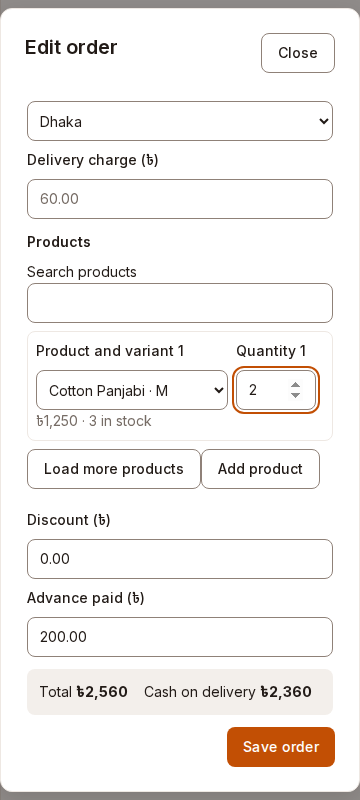 Edit order
Close
Dhaka
Delivery charge (৳)
60.00
Products
Search products
Product and variant 1
Quantity 1
Cotton Panjabi · M
2
৳1,250 · 3 in stock
Load more products
Add product
Discount (৳)
0.00
Advance paid (৳)
200.00
Total ৳2,560 Cash on delivery ৳2,360
Save order